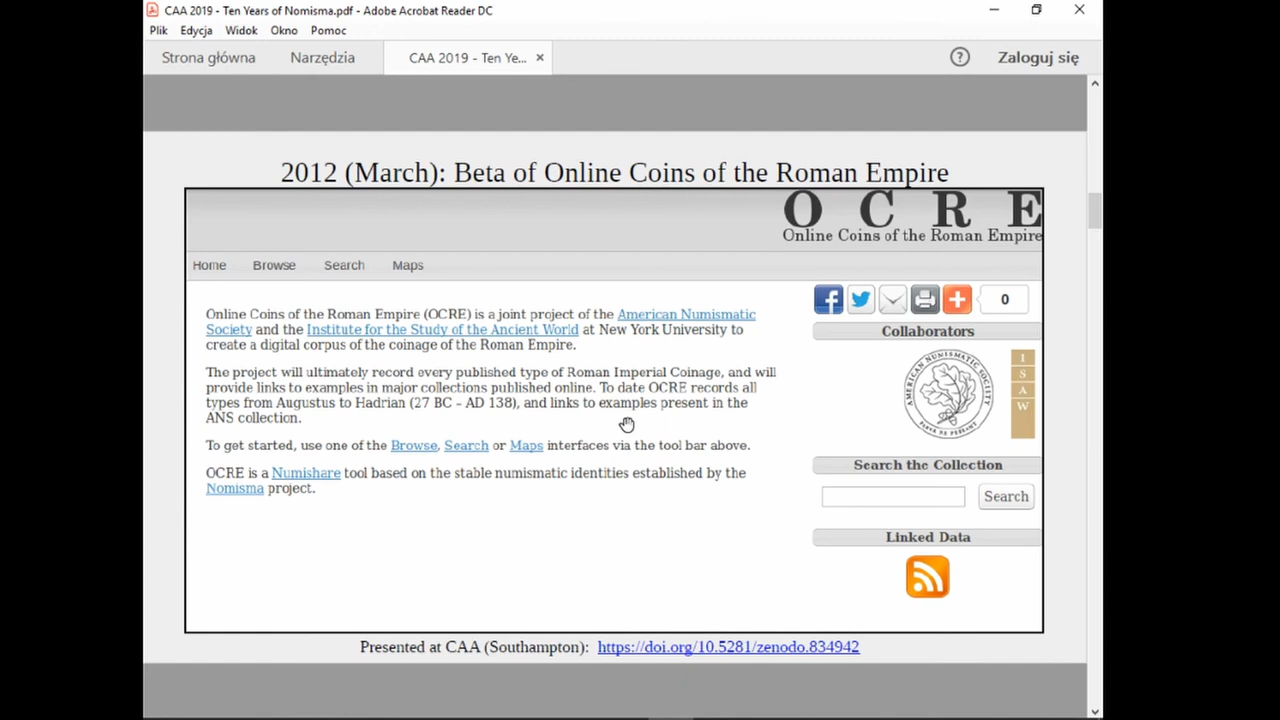 CAA 2019 - Ten Years of Nomisma.pdf - Adobe Acrobat Reader DC
Plik Edycja Widok Okno Pomoc
Strona główna Narzędzia CAA 2019 - Ten Ye... Zaloguj się
2012 (March): Beta of Online Coins of the Roman Empire
O C R E
Online Coins of the Roman Empire
Home Browse Search Maps
Online Coins of the Roman Empire (OCRE) is a joint project of the American Numismatic
Society and the Institute for the Study of the Ancient World at New York University to
create a digital corpus of the coinage of the Roman Empire.
The project will ultimately record every published type of Roman Imperial Coinage, and will
provide links to examples in major collections published online. To date OCRE records all
types from Augustus to Hadrian (27 BC – AD 138), and links to examples present in the
ANS collection.
To get started, use one of the Browse, Search or Maps interfaces via the tool bar above.
OCRE is a Numishare tool based on the stable numismatic identities established by the
Nomisma project.
0
Collaborators
AMERICAN NUMISMATIC SOCIETY
PARVA NE PEREANT
I
S
A
W
Search the Collection
Search
Linked Data
Presented at CAA (Southampton): https://doi.org/10.5281/zenodo.834942